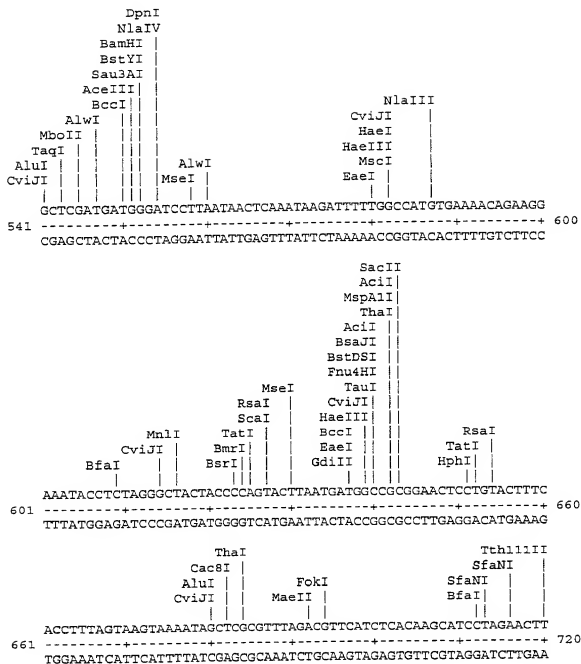 DpnI
NlaIV
BamHI
BstYI
Sau3AI
AceIII
BccI
AlwI
MboII
TaqI
AluI
CviJI
AlwI
MseI
NlaIII
CviJI
HaeI
HaeIII
MscI
EaeI
GCTCGATGATGGGATCCTTAATAACTCAAATAAGATTTTTGGCCATGTGAAAACAGAAGG
541 600
CGAGCTACTACCCTAGGAATTATTGAGTTTATTCTAAAAACCGGTACACTTTTGTCTTCC
SacII
AciI
MspA1I
ThaI
AciI
BsaJI
BstDSI
Fnu4HI
TauI
CviJI
HaeIII
BccI
EaeI
GdiII
MseI
RsaI
ScaI
TatI
BmrI
BsrI
MnlI
CviJI
BfaI
RsaI
TatI
HphI
AAATACCTCTAGGGCTACTACCCCAGTACTTAATGATGGCCGCGGAACTCCTGTACTTTC
601 660
TTTATGGAGATCCCGATGATGGGGTCATGAATTACTACCGGCGCCTTGAGGACATGAAAG
ThaI
Cac8I
AluI
CviJI
FokI
MaeII
Tth111II
SfaNI
SfaNI
BfaI
ACCTTTAGTAAGTAAAATAGCTCGCGTTTAGACGTTCATCTCACAAGCATCCTAGAACTT
661 720
TGGAAATCATTCATTTTATCGAGCGCAAATCTGCAAGTAGAGTGTTCGTAGGATCTTGAA